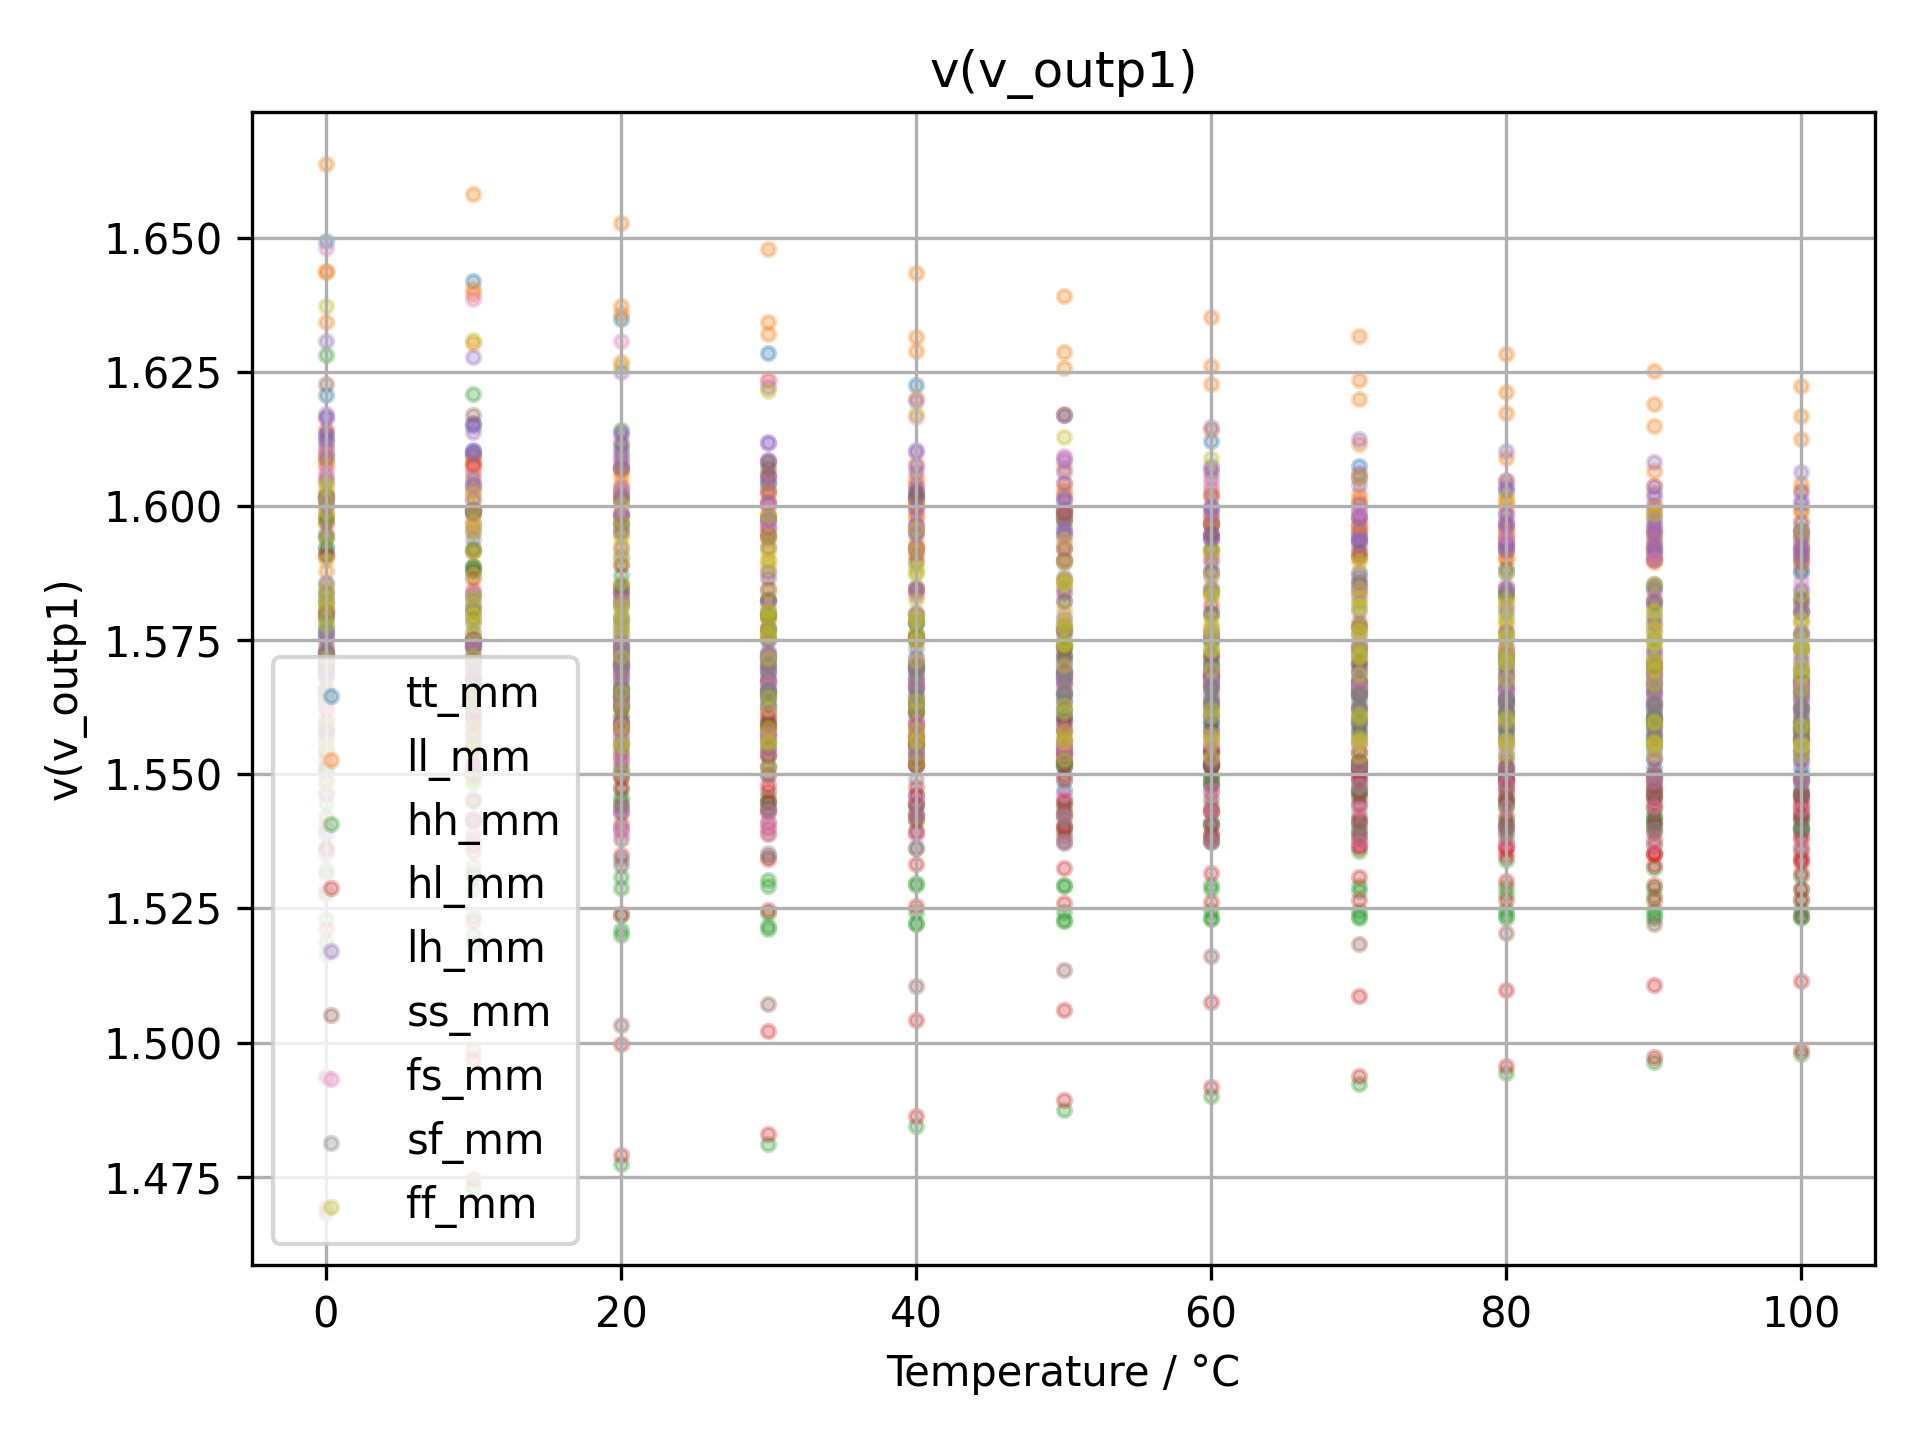 v(v_outp1)
v(v_outp1)
1.650
1.625
1.600
1.575
1.550
1.525
1.500
1.475
tt_mm
ll_mm
hh_mm
hl_mm
lh_mm
ss_mm
fs_mm
sf_mm
ff_mm
0 20 40 60 80 100
Temperature / °C